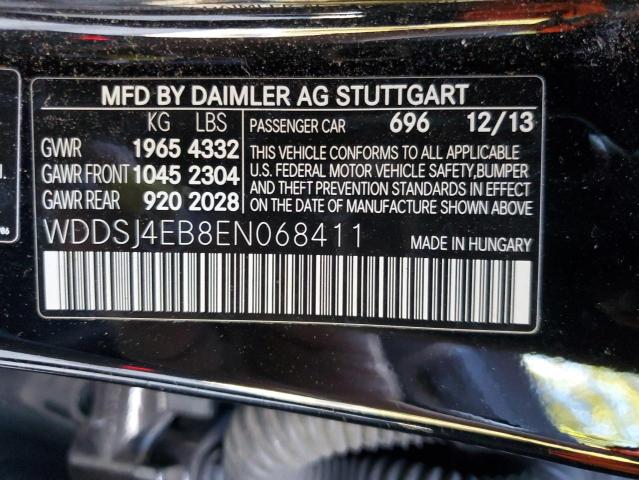 MFD BY DAIMLER AG STUTTGART
KG LBS
GVWR 1965 4332
GAWR FRONT 1045 2304
GAWR REAR 920 2028
PASSENGER CAR 696 12/13
THIS VEHICLE CONFORMS TO ALL APPLICABLE
U.S. FEDERAL MOTOR VEHICLE SAFETY,BUMPER
AND THEFT PREVENTION STANDARDS IN EFFECT
ON THE DATE OF MANUFACTURE SHOWN ABOVE
WDDSJ4EB8EN068411 MADE IN HUNGARY